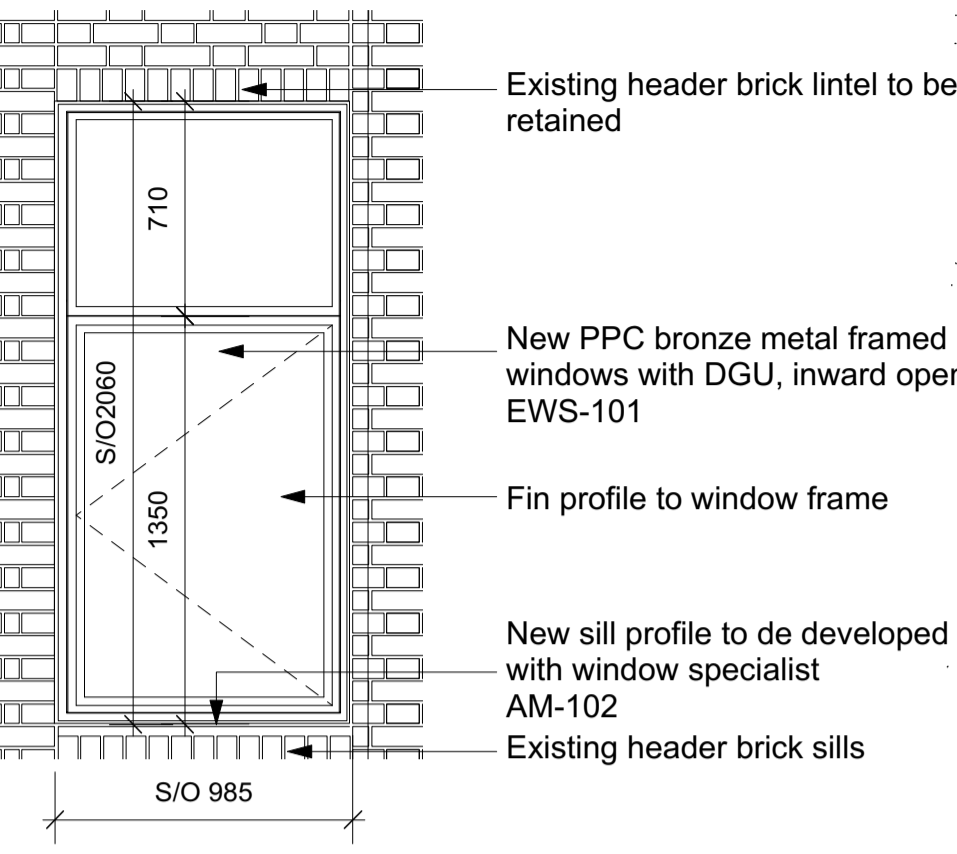 Existing header brick lintel to be
retained
710
New PPC bronze metal framed
windows with DGU, inward
EWS-101
S/O2060
1350
Fin profile to window frame
New sill profile to de developed
with window specialist
AM-102
Existing header brick sills
S/O 985